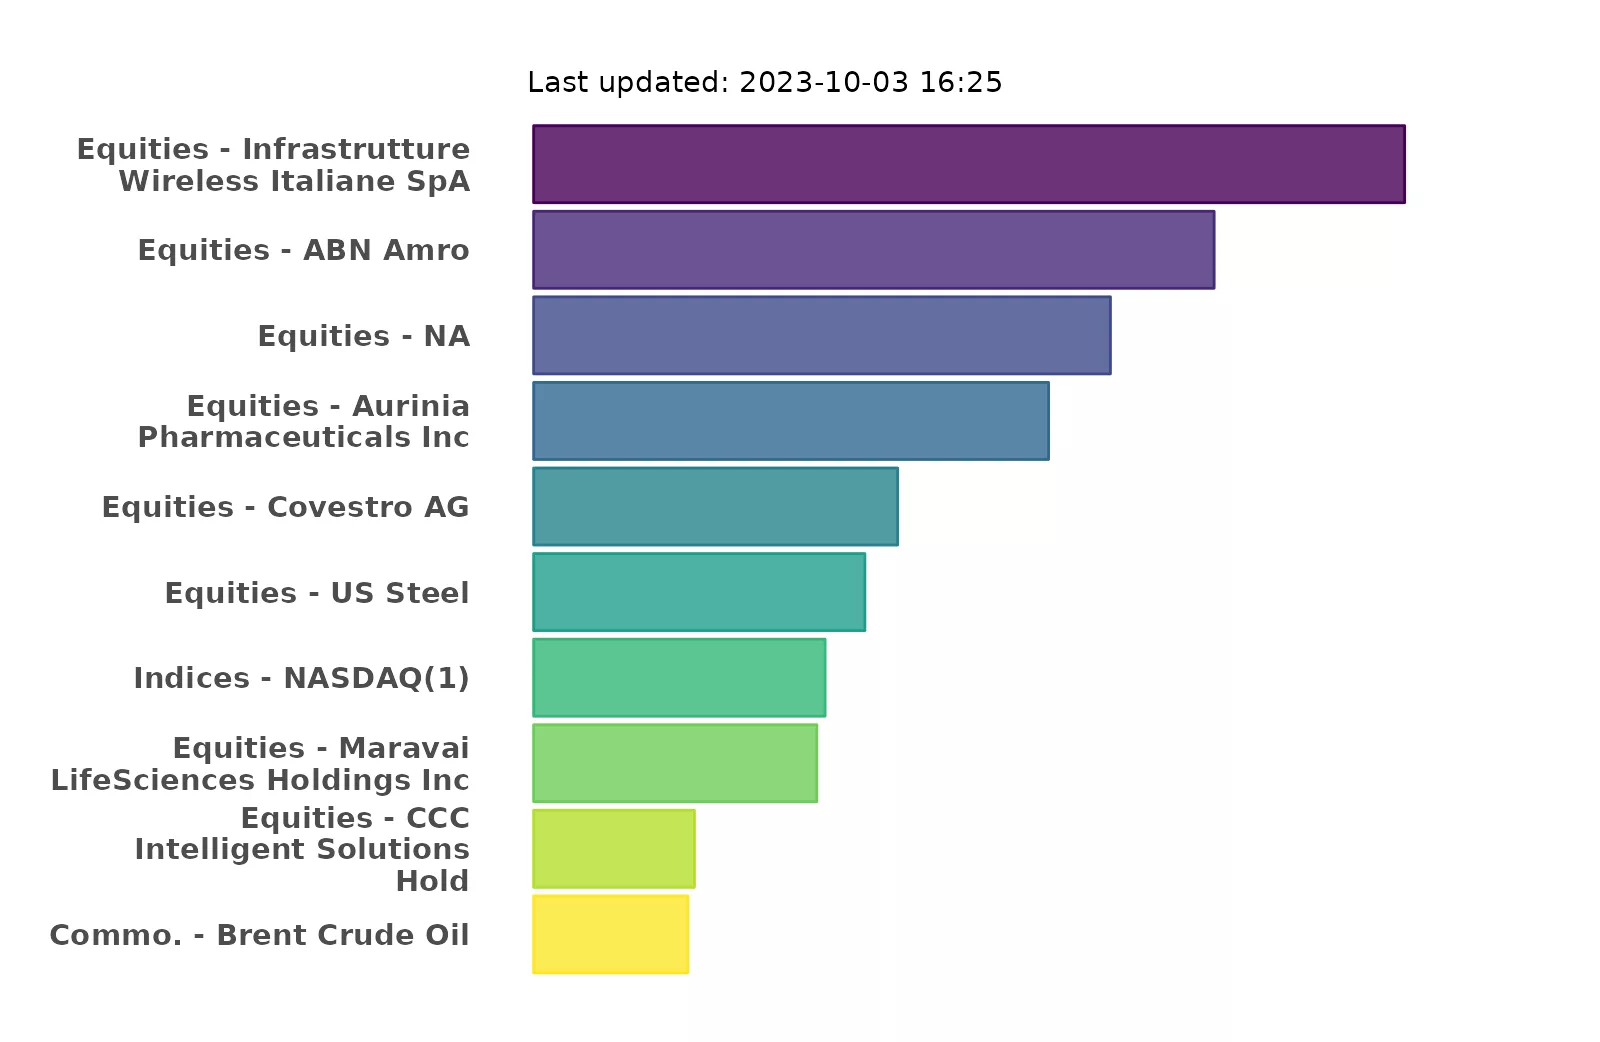 Last updated: 2023-10-03 16:25
Equities - Infrastrutture
Wireless Italiane SpA
Equities - ABN Amro
Equities - NA
Equities - Aurinia
Pharmaceuticals Inc
Equities - Covestro AG
Equities - US Steel
Indices - NASDAQ(1)
Equities - Maravai
LifeSciences Holdings Inc
Equities - CCC
Intelligent Solutions
Hold
Commo. - Brent Crude Oil